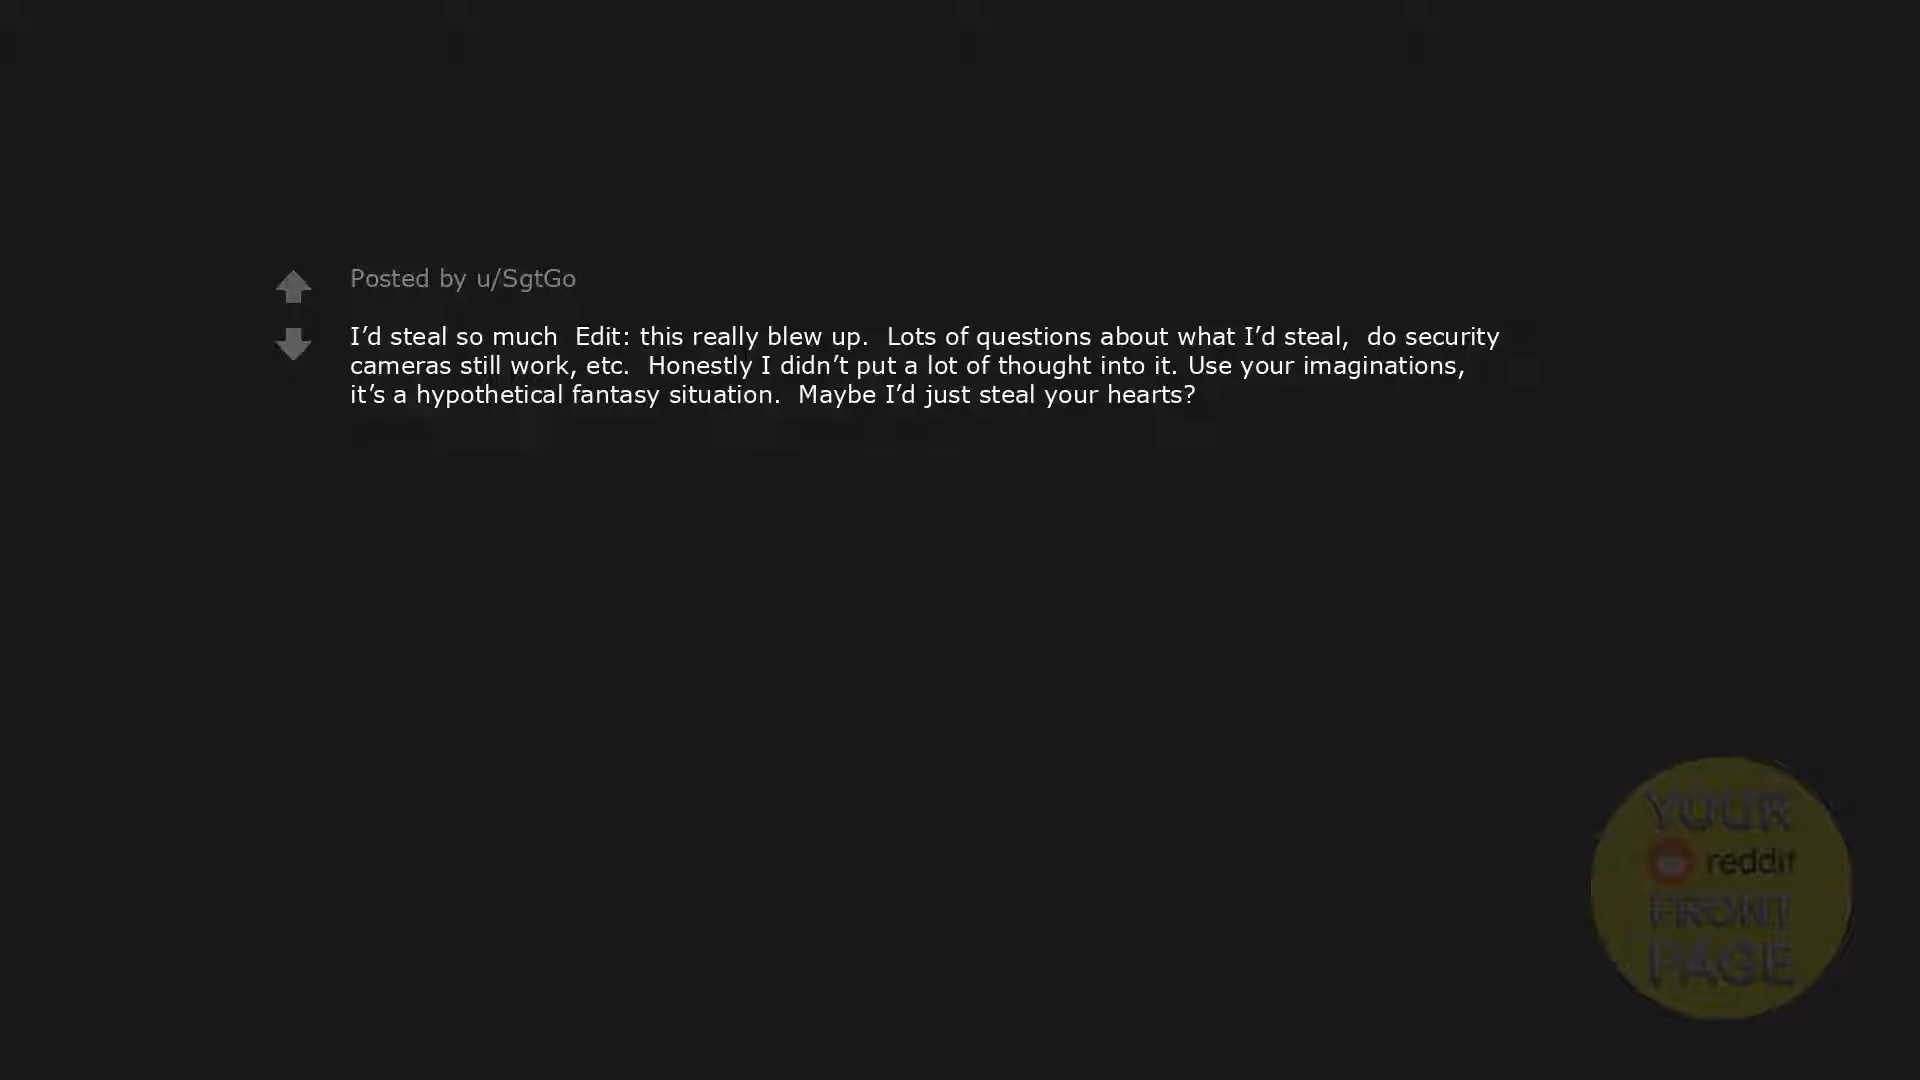 Posted by u/SgtGo
I’d steal so much  Edit: this really blew up.  Lots of questions about what I’d steal,  do security
cameras still work, etc.  Honestly I didn’t put a lot of thought into it. Use your imaginations,
it’s a hypothetical fantasy situation.  Maybe I’d just steal your hearts?
YOUR
reddit
FRONT
PAGE